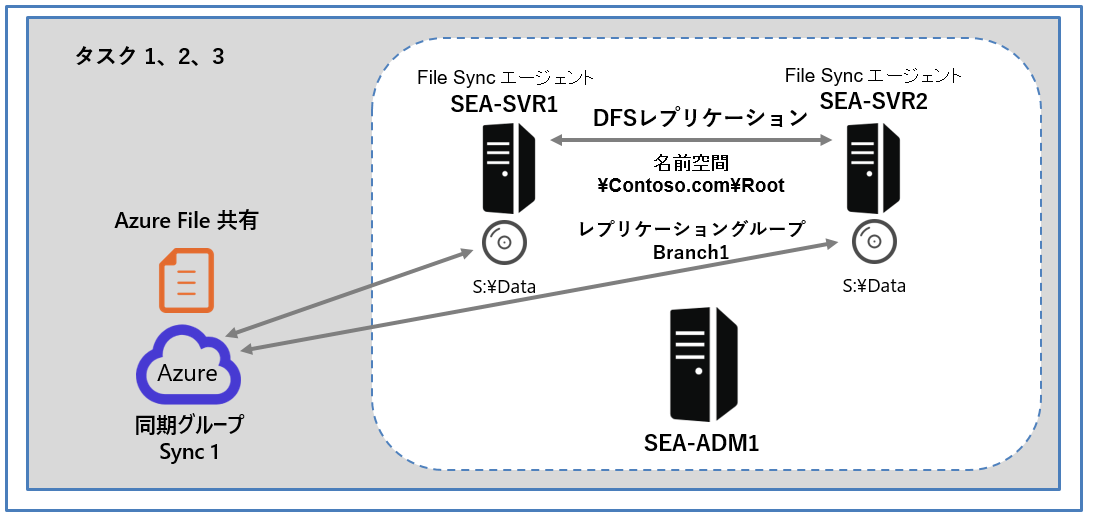 タスク 1、2、3
File Sync エージェント
SEA-SVR1
File Sync エージェント
SEA-SVR2
DFSレプリケーション
名前空間
¥Contoso.com¥Root
Azure File 共有
レプリケーショングループ
Branch1
S:¥Data
S:¥Data
Azure
同期グループ
Sync 1
SEA-ADM1